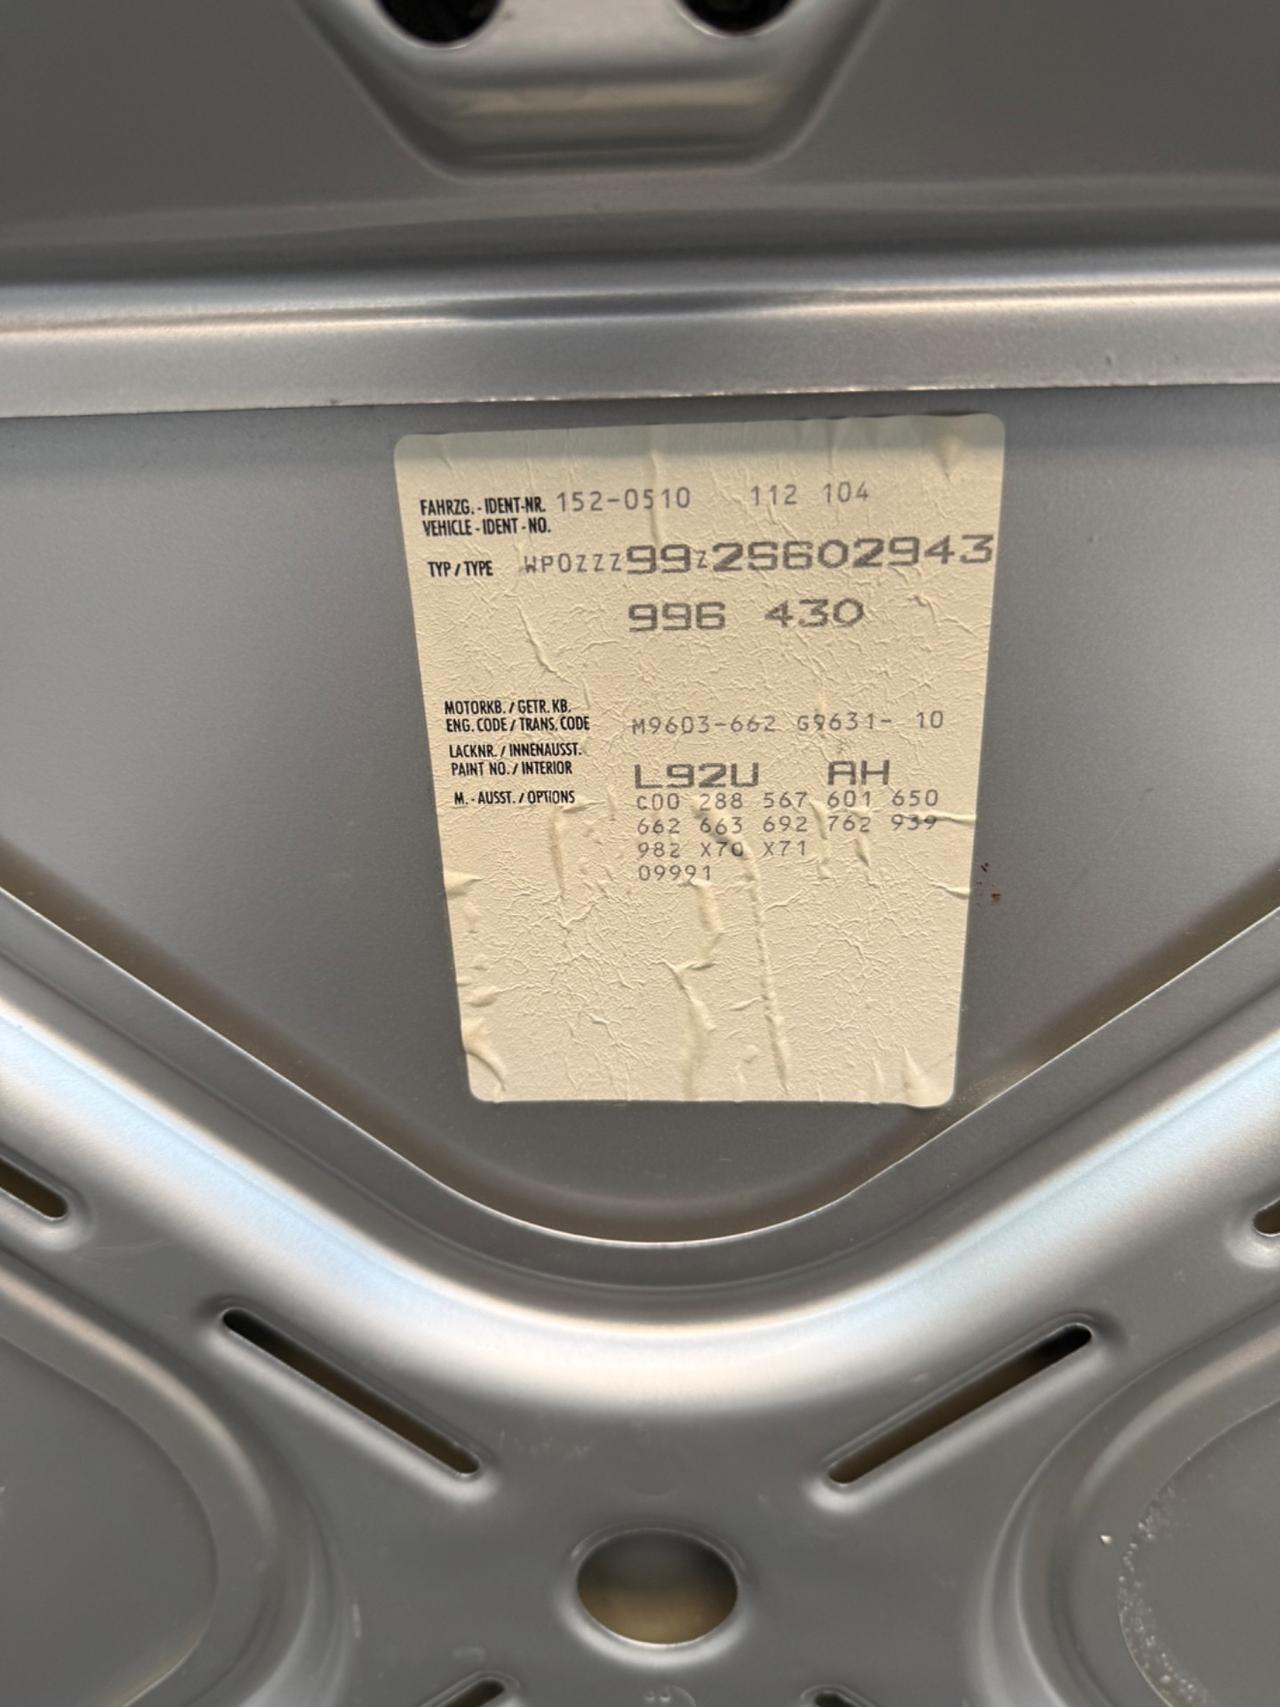 FAHRZG. - IDENT-NR. 152-0510 112 104
VEHICLE - IDENT - NO.
TYP / TYPE WP0ZZZ99Z2S602943
996 430
MOTORKB. / GETR. KB.
ENG. CODE / TRANS. CODE M9603-662 G9631- 10
LACKNR. / INNENAUSST.
PAINT NO. / INTERIOR L92U AH
M. - AUSST. / OPTIONS C00 288 567 601 650
662 663 692 762 939
982 X70 X71
09991